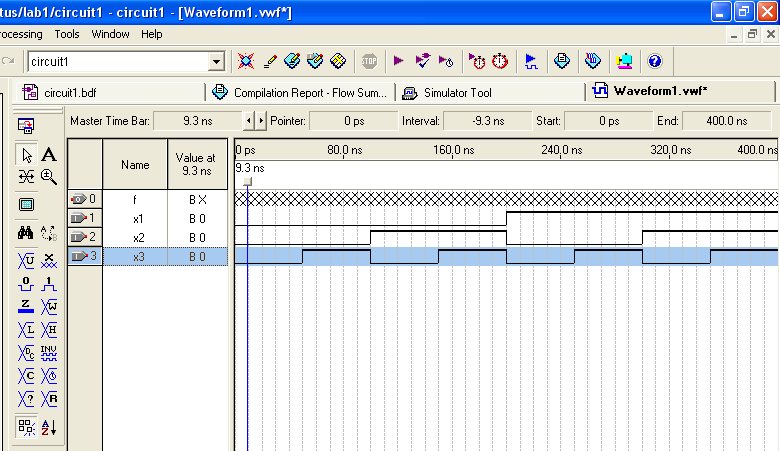 tus/lab1/circuit1 - circuit1 - [Waveform1.vwf*]
rocessing Tools Window Help
circuit1
STOP
circuit1.bdf Compilation Report - Flow Sum... Simulator Tool Waveform1.vwf*
Master Time Bar: 9.3 ns Pointer: 0 ps Interval: -9.3 ns Start: 0 ps End: 400.0 ns
Name Value at 9.3 ns
0 ps 80.0 ns 160.0 ns 240.0 ns 320.0 ns 400.0 ns
9.3 ns
0 f B X
1 x1 B 0
2 x2 B 0
3 x3 B 0